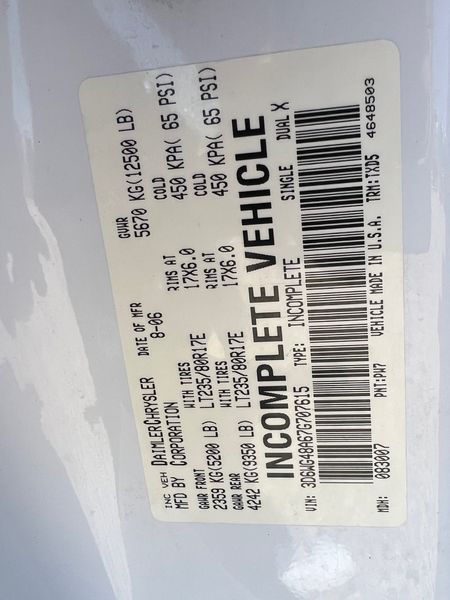 INC VEH DAIMLERCHRYSLER DATE OF MFR GVWR
MFD BY CORPORATION 8-06 5670 KG(12500 LB)
GAWR FRONT WITH TIRES RIMS AT COLD
2359 KG(5200 LB) LT235/80R17E 17X6.0 450 KPA( 65 PSI)
GAWR REAR WITH TIRES RIMS AT COLD
4242 KG(9350 LB) LT235/80R17E 17X6.0 450 KPA( 65 PSI)
INCOMPLETE VEHICLE
VIN: 3D6WG48A67G707615 TYPE: INCOMPLETE SINGLE DUAL X
MDH: 083007 PNT:PW7 VEHICLE MADE IN U.S.A. TRM:TXD5
4648503